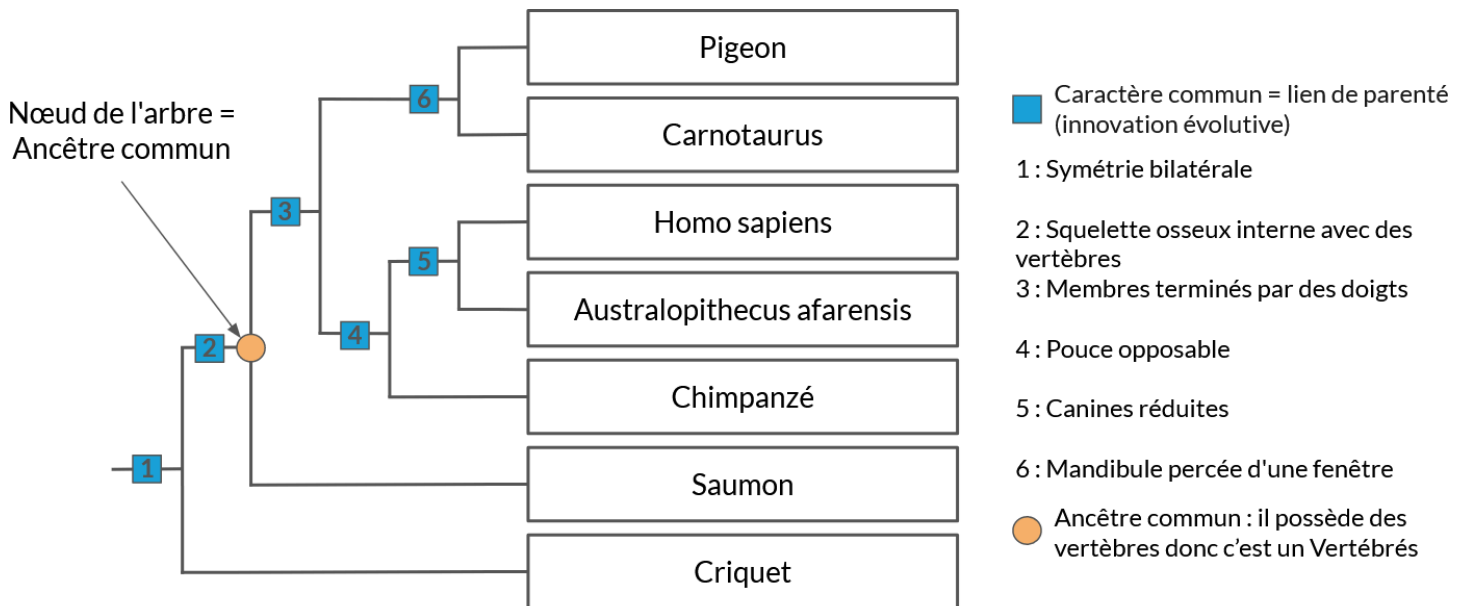 Nœud de l'arbre =
Ancêtre commun
1
2
3
4
5
6
Pigeon
Carnotaurus
Homo sapiens
Australopithecus afarensis
Chimpanzé
Saumon
Criquet
Caractère commun = lien de parenté
(innovation évolutive)
1 : Symétrie bilatérale
2 : Squelette osseux interne avec des
vertèbres
3 : Membres terminés par des doigts
4 : Pouce opposable
5 : Canines réduites
6 : Mandibule percée d'une fenêtre
Ancêtre commun : il possède des
vertèbres donc c’est un Vertébrés